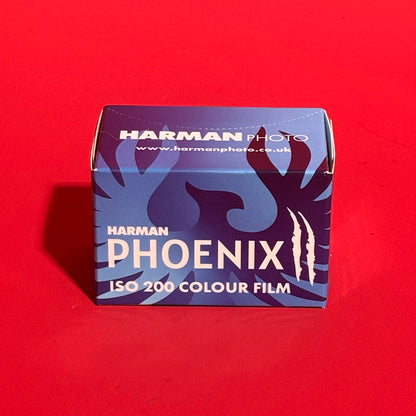 HARMAN PHOTO
www.harmanphoto.co.uk
HARMAN
PHOENIX II
ISO 200 COLOUR FILM